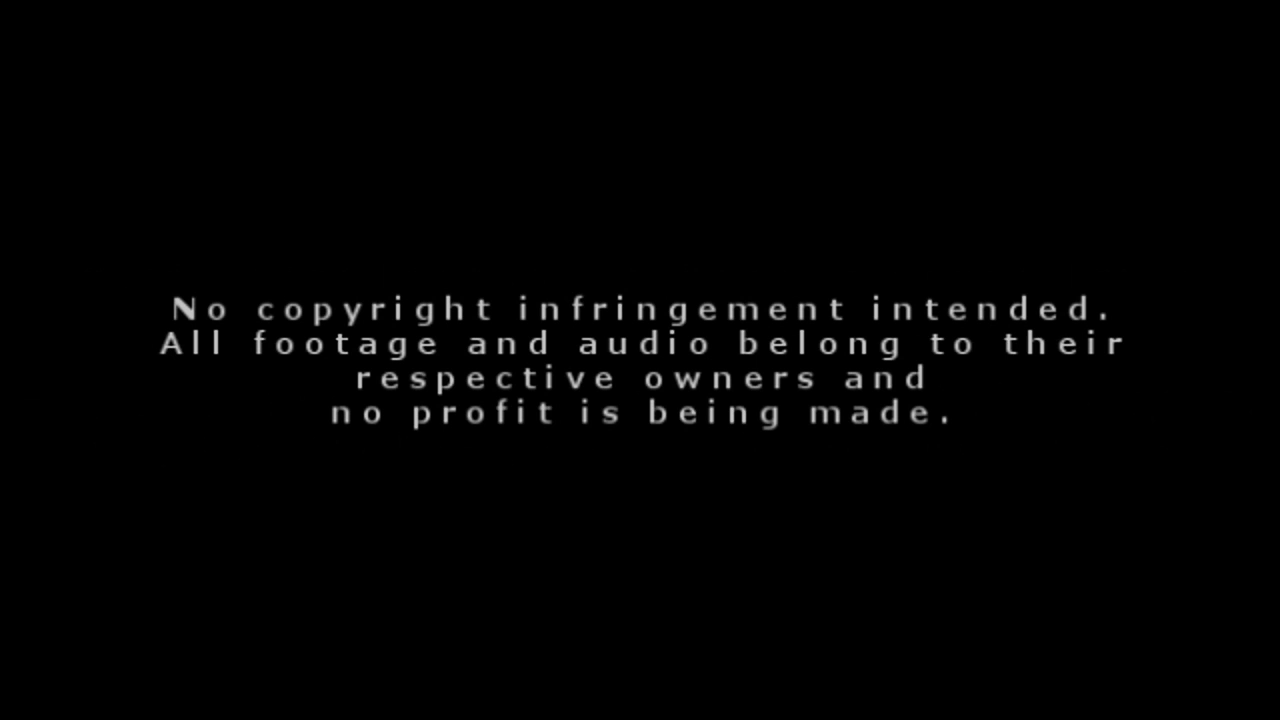 No copyright infringement intended.
All footage and audio belong to their
respective owners and
no profit is being made.